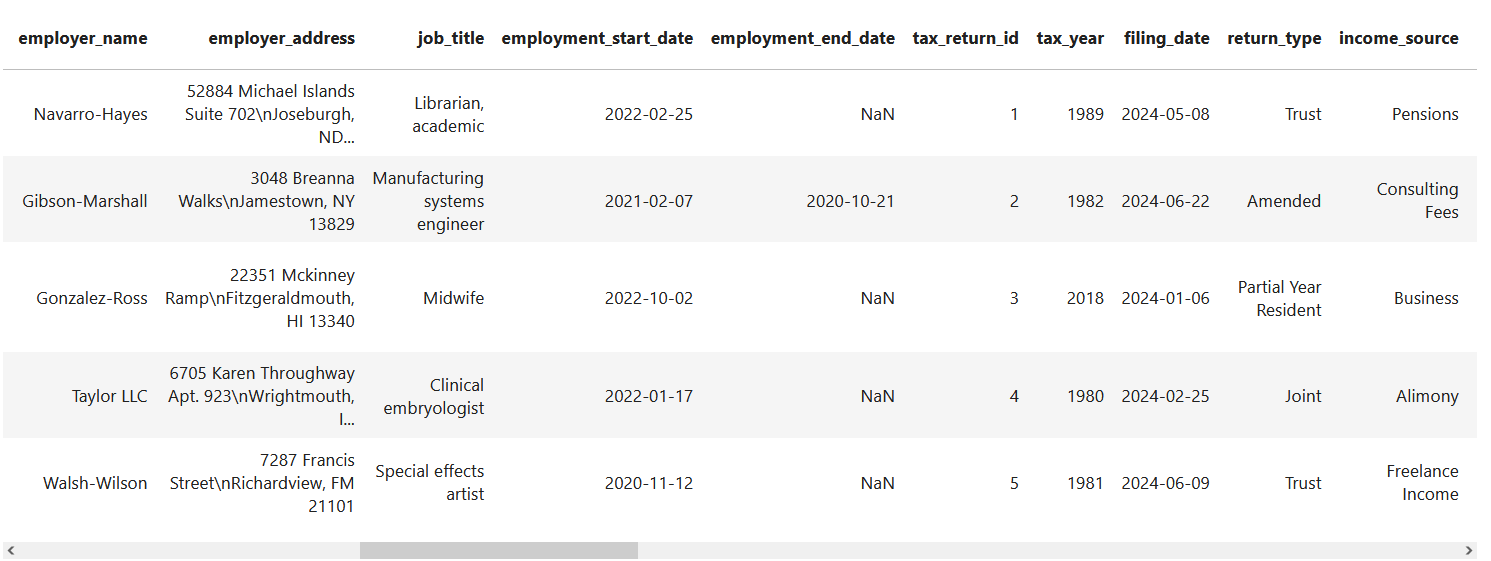 employer_name employer_address job_title employment_start_date employment_end_date tax_return_id tax_year filing_date return_type income_source
52884 Michael Islands
Suite 702\nJoseburgh,
ND...
Navarro-Hayes
Librarian,
academic
2022-02-25 NaN 1 1989 2024-05-08 Trust Pensions
3048 Breanna
Walks\nJamestown, NY
13829
Gibson-Marshall
Manufacturing
systems
engineer
2021-02-07 2020-10-21 2 1982 2024-06-22 Amended
Consulting
Fees
22351 Mckinney
Ramp\nFitzgeraldmouth,
HI 13340
Gonzalez-Ross
Midwife 2022-10-02 NaN 3 2018 2024-01-06
Partial Year
Resident
Business
6705 Karen Throughway
Apt. 923\nWrightmouth,
I...
Taylor LLC
Clinical
embryologist
2022-01-17 NaN 4 1980 2024-02-25 Joint Alimony
7287 Francis
Street\nRichardview, FM
21101
Walsh-Wilson
Special effects
artist
2020-11-12 NaN 5 1981 2024-06-09 Trust
Freelance
Income